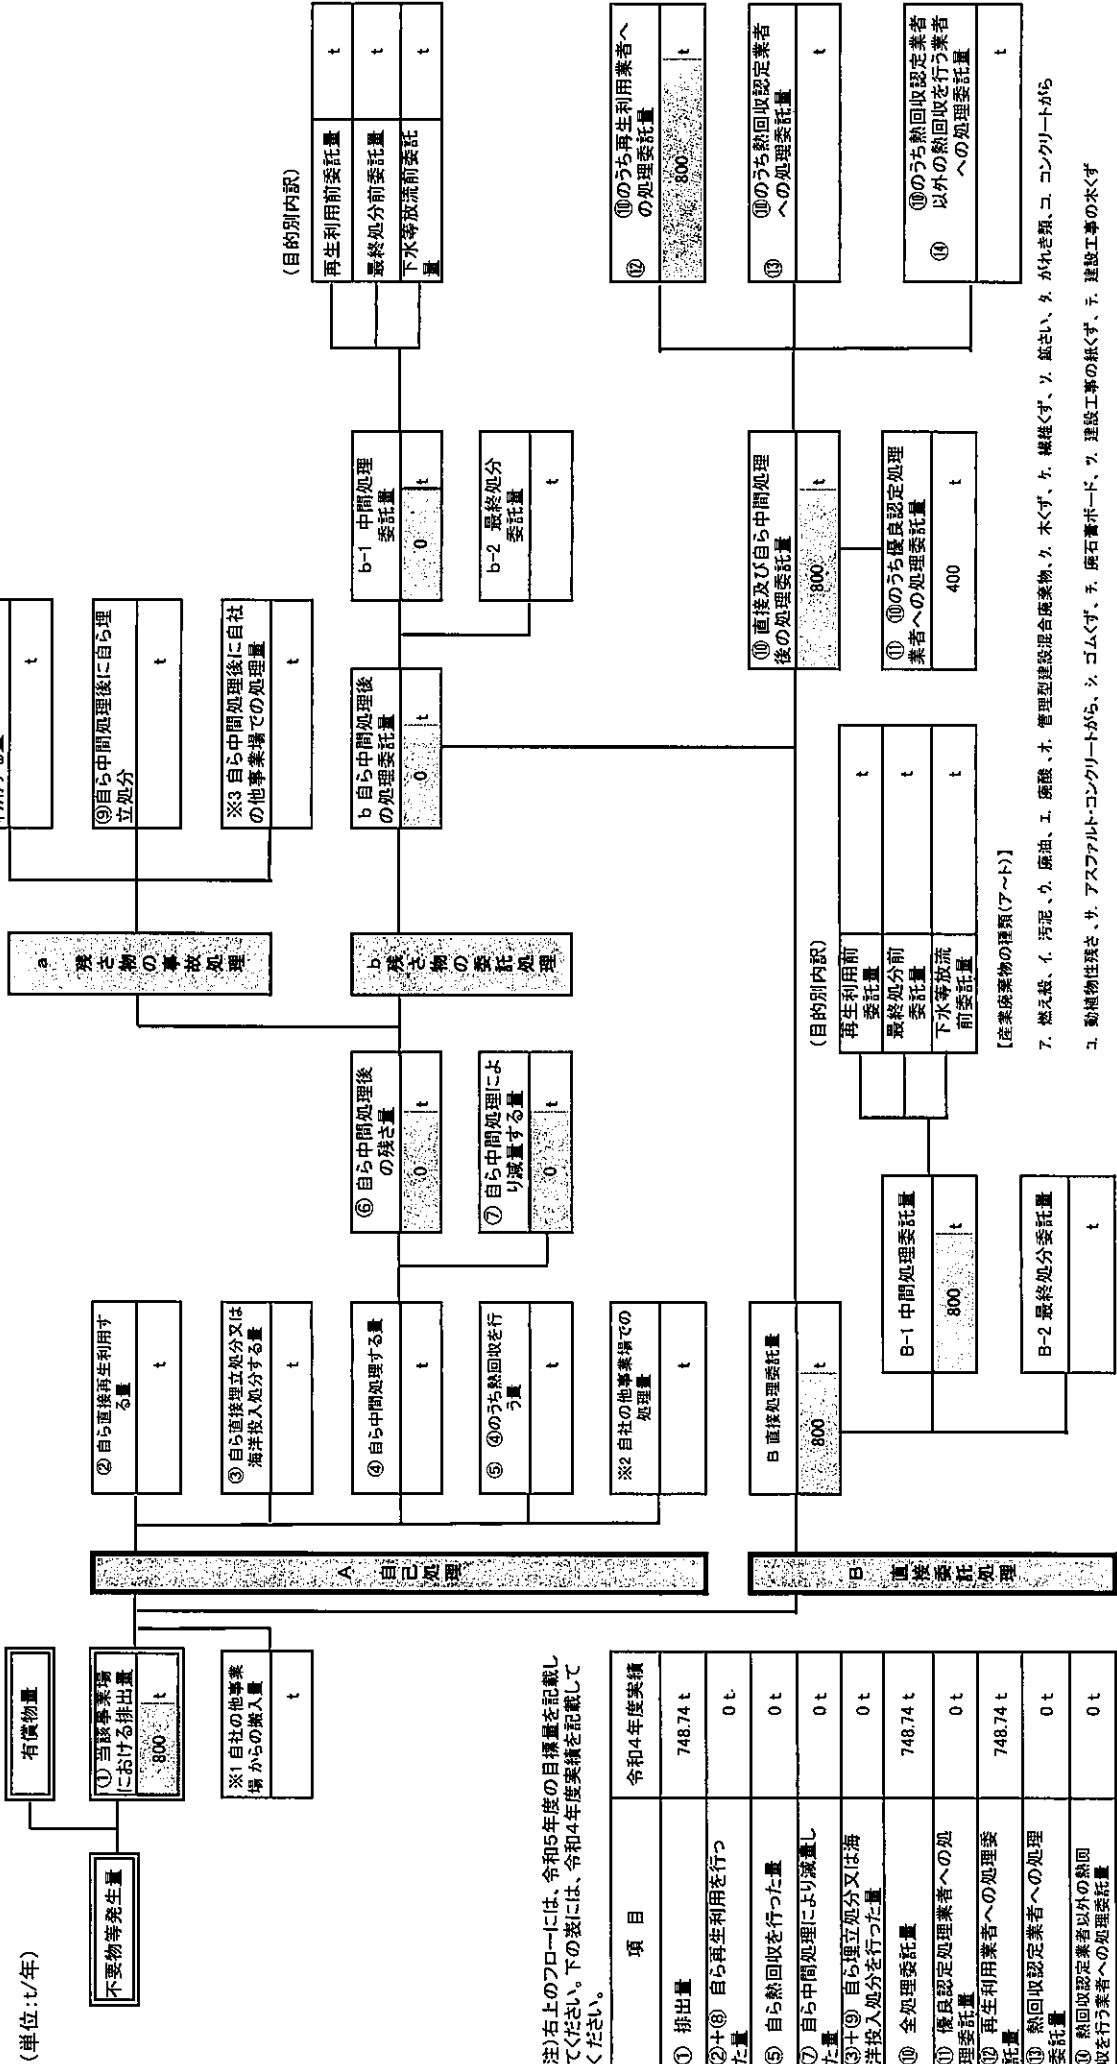 (単位:t/年)
不要物等発生量
有償物量
① 当該事業場
における排出量
800 t
※1 自社の他事業
場 からの搬入量
t
A 自己処理
B 直接委託処理
② 自ら直接再生利用す
る量
t
③ 自ら直接埋立処分又は
海洋投入処分する量
t
④ 自ら中間処理する量
t
⑤ ④のうち熱回収を行
う量
t
※2 自社の他事業場での
処理量
t
B 直接処理委託量
800 t
B-1 中間処理委託量
800 t
B-2 最終処分委託量
t
(目的別内訳)
再生利用前
委託量
t
最終処分前
委託量
t
下水等放流
前委託量
t
⑥ 自ら中間処理後
の残さ量
0 t
⑦ 自ら中間処理によ
り減量する量
0 t
a 残さ物の事故処理
b 残さ物の委託処理
t
⑨自ら中間処理後に自ら埋
立処分
t
※3 自ら中間処理後に自社
の他事業場での処理量
t
b 自ら中間処理後
の処理委託量
0 t
b-1 中間処理
委託量
0 t
b-2 最終処分
委託量
t
(目的別内訳)
再生利用前委託量 t
最終処分前委託量 t
下水等放流前委託
量
t
⑩ 直接及び自ら中間処理
後の処理委託量
800 t
⑪ ⑩のうち優良認定処理
業者への処理委託量
400 t
⑫ ⑩のうち再生利用業者へ
の処理委託量
800 t
⑬ ⑩のうち熱回収認定業者
への処理委託量
t
⑭ ⑩のうち熱回収認定業者
以外の熱回収を行う業者
への処理委託量
t
注)右上のフローには、令和5年度の目標量を記載し
てください。下の表には、令和4年度実績を記載して
ください。
項 目 令和4年度実績
① 排出量 748.74 t
②+⑧ 自ら再生利用を行っ
た量 0 t
⑤ 自ら熱回収を行った量 0 t
⑦ 自ら中間処理により減量し
た量 0 t
③+⑨ 自ら埋立処分又は海
洋投入処分を行った量 0 t
⑩ 全処理委託量 748.74 t
⑪ 優良認定処理業者への処
理委託量 0 t
⑫ 再生利用業者への処理委
託量 748.74 t
⑬ 熱回収認定業者への処理
委託量 0 t
⑭ 熱回収認定業者以外の熱回
収を行う業者への処理委託量 0 t
【産業廃棄物の種類(ア~ト)】
ア. 燃え殻、イ. 汚泥、ウ. 廃油、エ. 廃酸、オ. 管理型建設混合廃棄物、ク. 木くず、ケ. 繊維くず、ソ. 鉱さい、タ. がれき類、コ. コンクリートがら
コ. 動植物性残さ、サ. アスファルト・コンクリートがら、シ. ゴムくず、チ. 廃石膏ボード、ツ. 建設工事の紙くず、テ. 建設工事の木くず